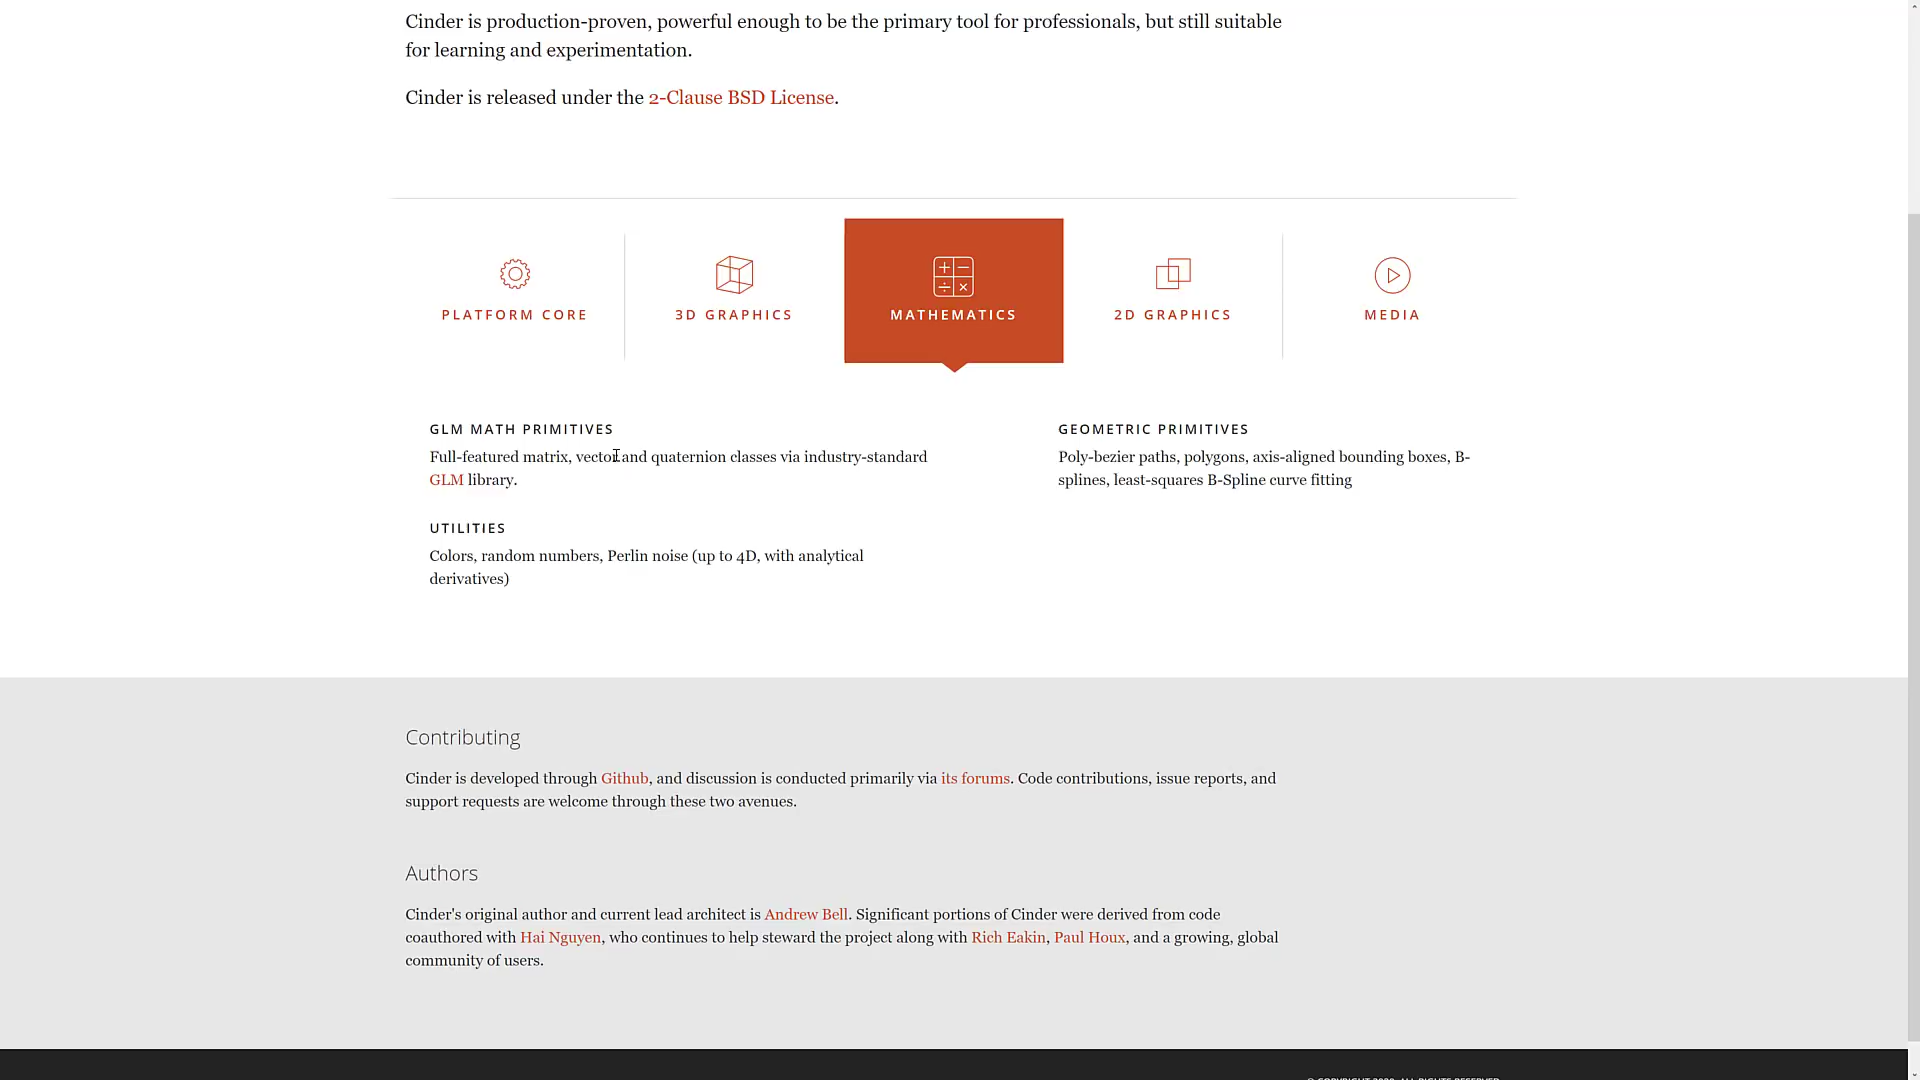 Cinder is production-proven, powerful enough to be the primary tool for professionals, but still suitable
for learning and experimentation.
Cinder is released under the 2-Clause BSD License.
PLATFORM CORE
3D GRAPHICS
MATHEMATICS
2D GRAPHICS
MEDIA
GLM MATH PRIMITIVES
Full-featured matrix, vector and quaternion classes via industry-standard
GLM library.
GEOMETRIC PRIMITIVES
Poly-bezier paths, polygons, axis-aligned bounding boxes, B-
splines, least-squares B-Spline curve fitting
UTILITIES
Colors, random numbers, Perlin noise (up to 4D, with analytical
derivatives)
Contributing
Cinder is developed through Github, and discussion is conducted primarily via its forums. Code contributions, issue reports, and
support requests are welcome through these two avenues.
Authors
Cinder's original author and current lead architect is Andrew Bell. Significant portions of Cinder were derived from code
coauthored with Hai Nguyen, who continues to help steward the project along with Rich Eakin, Paul Houx, and a growing, global
community of users.